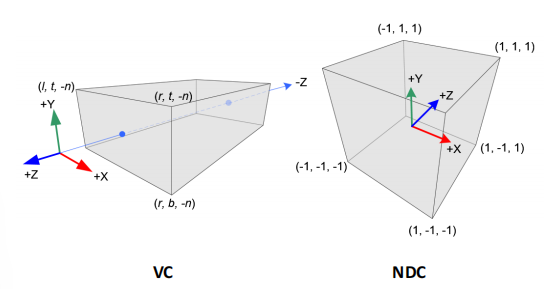 (l, t, -n)
(r, t, -n)
-Z
+Y
+Z
+X
(r, b, -n)
VC
(-1, 1, 1)
(1, 1, 1)
+Y
+Z
+X
(1, -1, 1)
(-1, -1, -1)
(1, -1, -1)
NDC